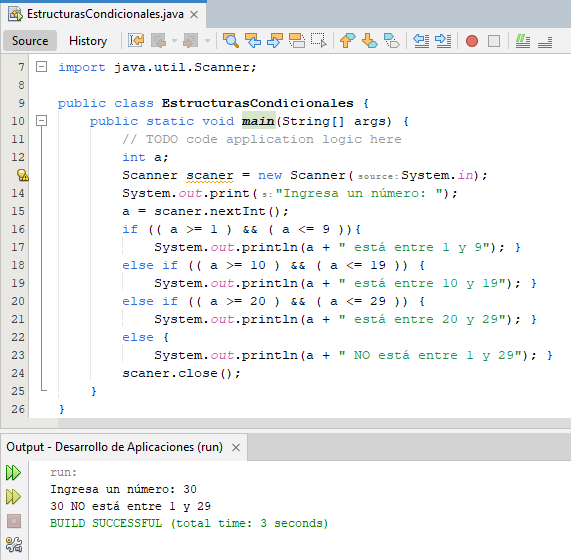 EstructurasCondicionales.java
Source History
7 import java.util.Scanner;
8
9 public class EstructurasCondicionales {
10 public static void main(String[] args) {
11 // TODO code application logic here
12 int a;
Scanner scaner = new Scanner(source:System.in);
14 System.out.print(s:"Ingresa un número: ");
15 a = scaner.nextInt();
16 if (( a >= 1 ) && ( a <= 9 )){
17 System.out.println(a + " está entre 1 y 9"); }
18 else if (( a >= 10 ) && ( a <= 19 )) {
19 System.out.println(a + " está entre 10 y 19"); }
20 else if (( a >= 20 ) && ( a <= 29 )) {
21 System.out.println(a + " está entre 20 y 29"); }
22 else {
23 System.out.println(a + " NO está entre 1 y 29"); }
24 scaner.close();
25 }
26 }
Output - Desarrollo de Aplicaciones (run)
run:
Ingresa un número: 30
30 NO está entre 1 y 29
BUILD SUCCESSFUL (total time: 3 seconds)